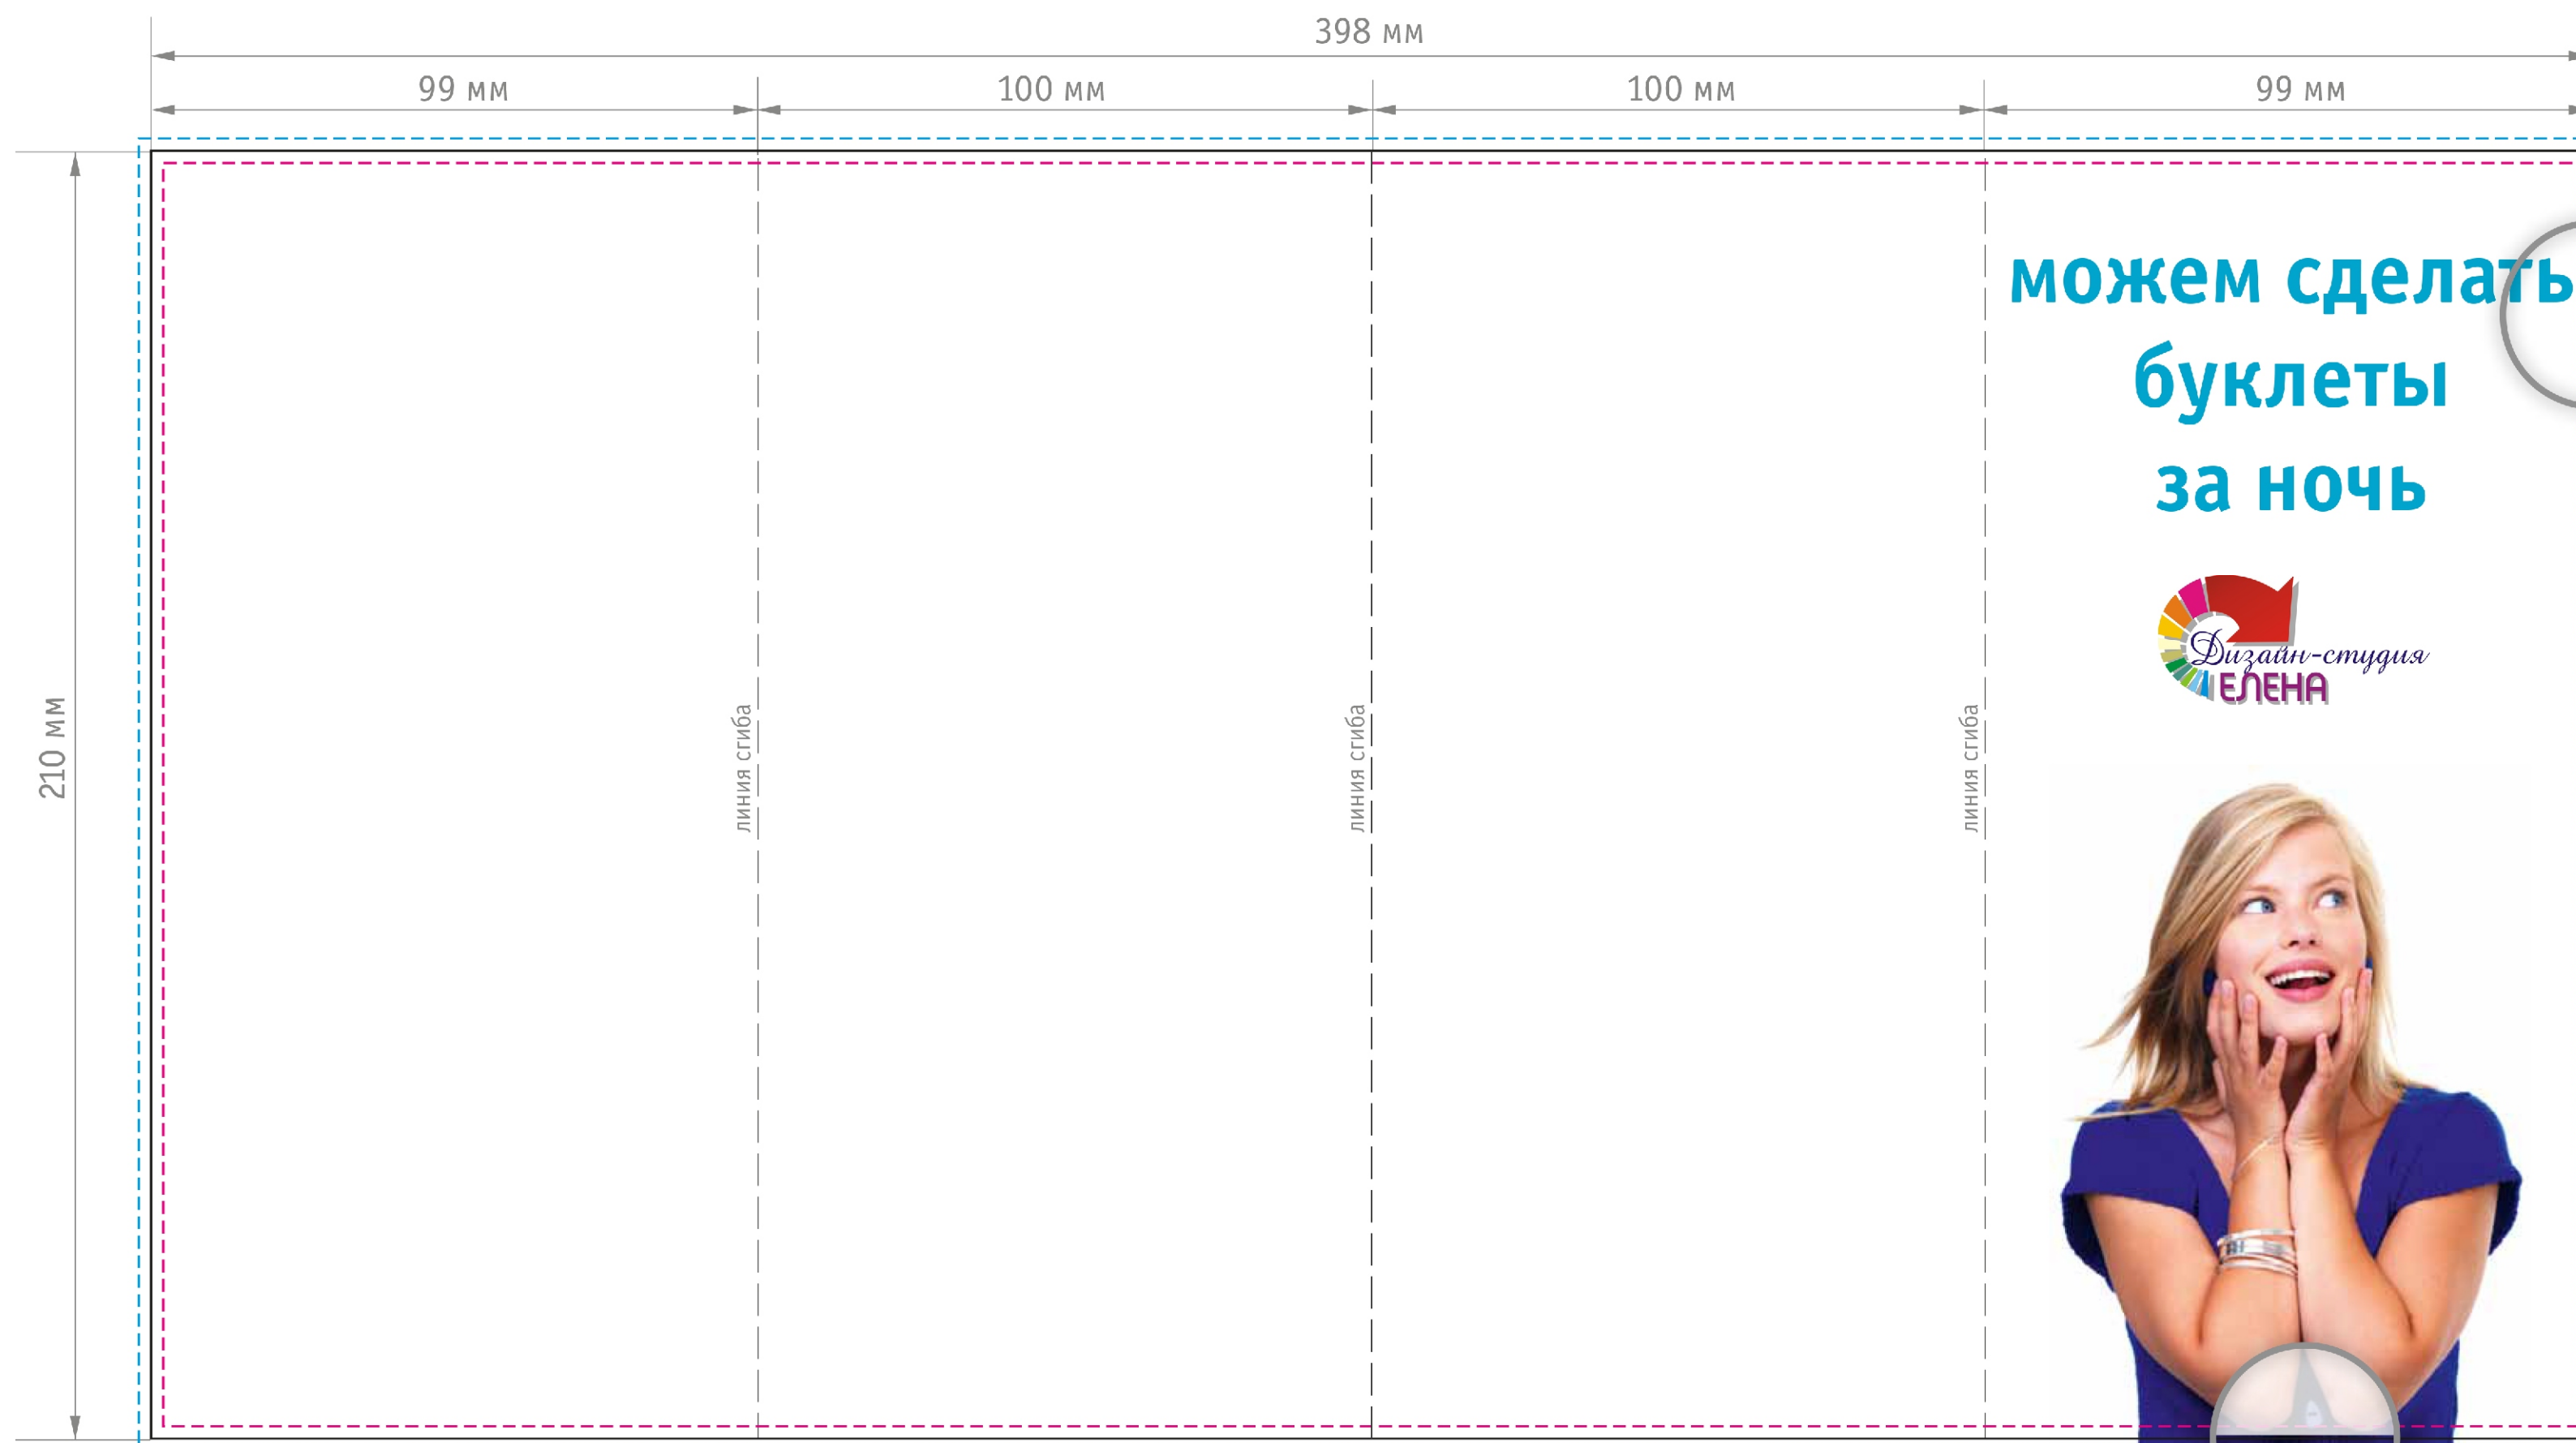 398 мм
99 мм
100 мм
100 мм
99 мм
210 мм
линия сгиба
линия сгиба
линия сгиба
можем сделать
буклеты
за ночь
Дизайн-студия
ЕЛЕНА